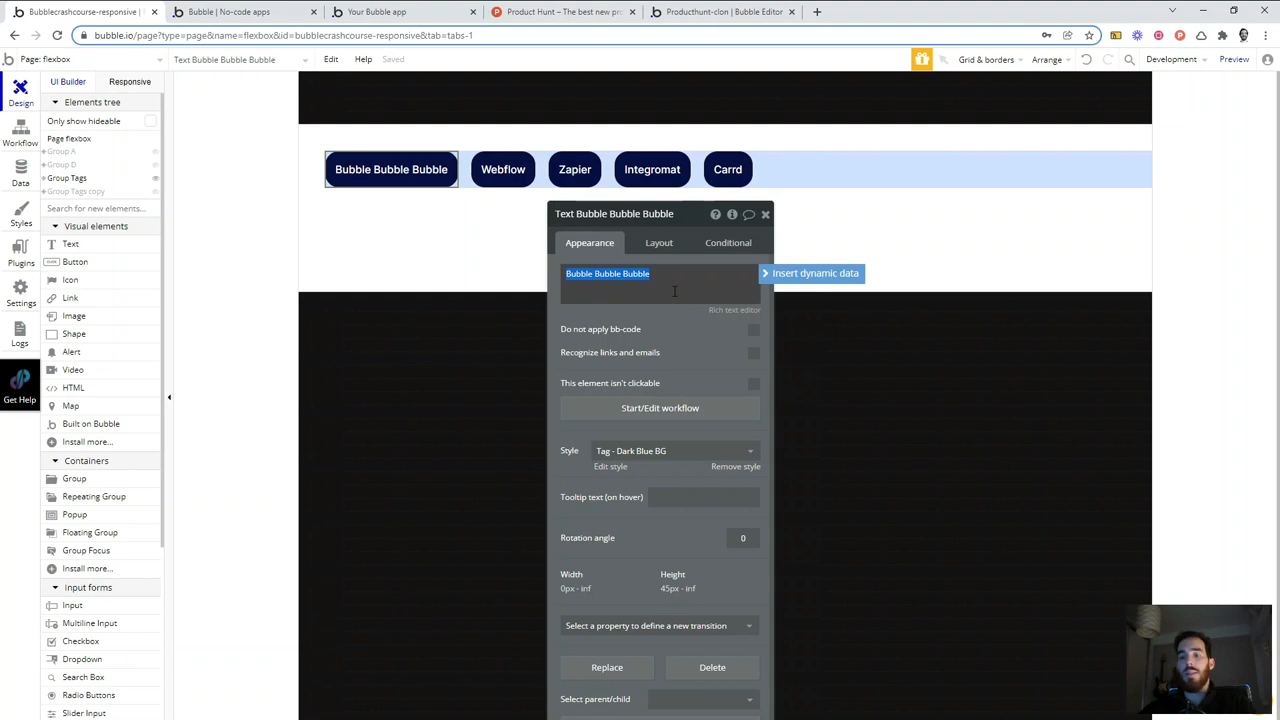 Bubblecrashcourse-responsive |
Bubble | No-code apps
Your Bubble app
Product Hunt – The best new pro
Producthunt-clon | Bubble Editor
bubble.io/page?type=page&name=flexbox&id=bubblecrashcourse-responsive&tab=tabs-1
Page: flexbox
Text Bubble Bubble Bubble
Edit
Help
Saved
Grid & borders
Arrange
Development
Preview
Design
Workflow
Data
Styles
Plugins
Settings
Logs
Get Help
UI Builder
Responsive
Elements tree
Only show hideable
Page flexbox
Group A
Group D
Group Tags
Group Tags copy
Search for new elements...
Visual elements
Text
Button
Icon
Link
Image
Shape
Alert
Video
HTML
Map
Built on Bubble
Install more...
Containers
Group
Repeating Group
Popup
Floating Group
Group Focus
Install more...
Input forms
Input
Multiline Input
Checkbox
Dropdown
Search Box
Radio Buttons
Slider Input
Bubble Bubble Bubble
Webflow
Zapier
Integromat
Carrd
Text Bubble Bubble Bubble
Appearance
Layout
Conditional
Bubble Bubble Bubble
Insert dynamic data
Rich text editor
Do not apply bb-code
Recognize links and emails
This element isn't clickable
Start/Edit workflow
Style
Tag - Dark Blue BG
Edit style
Remove style
Tooltip text (on hover)
Rotation angle
0
Width
Height
0px - inf
45px - inf
Select a property to define a new transition
Replace
Delete
Select parent/child